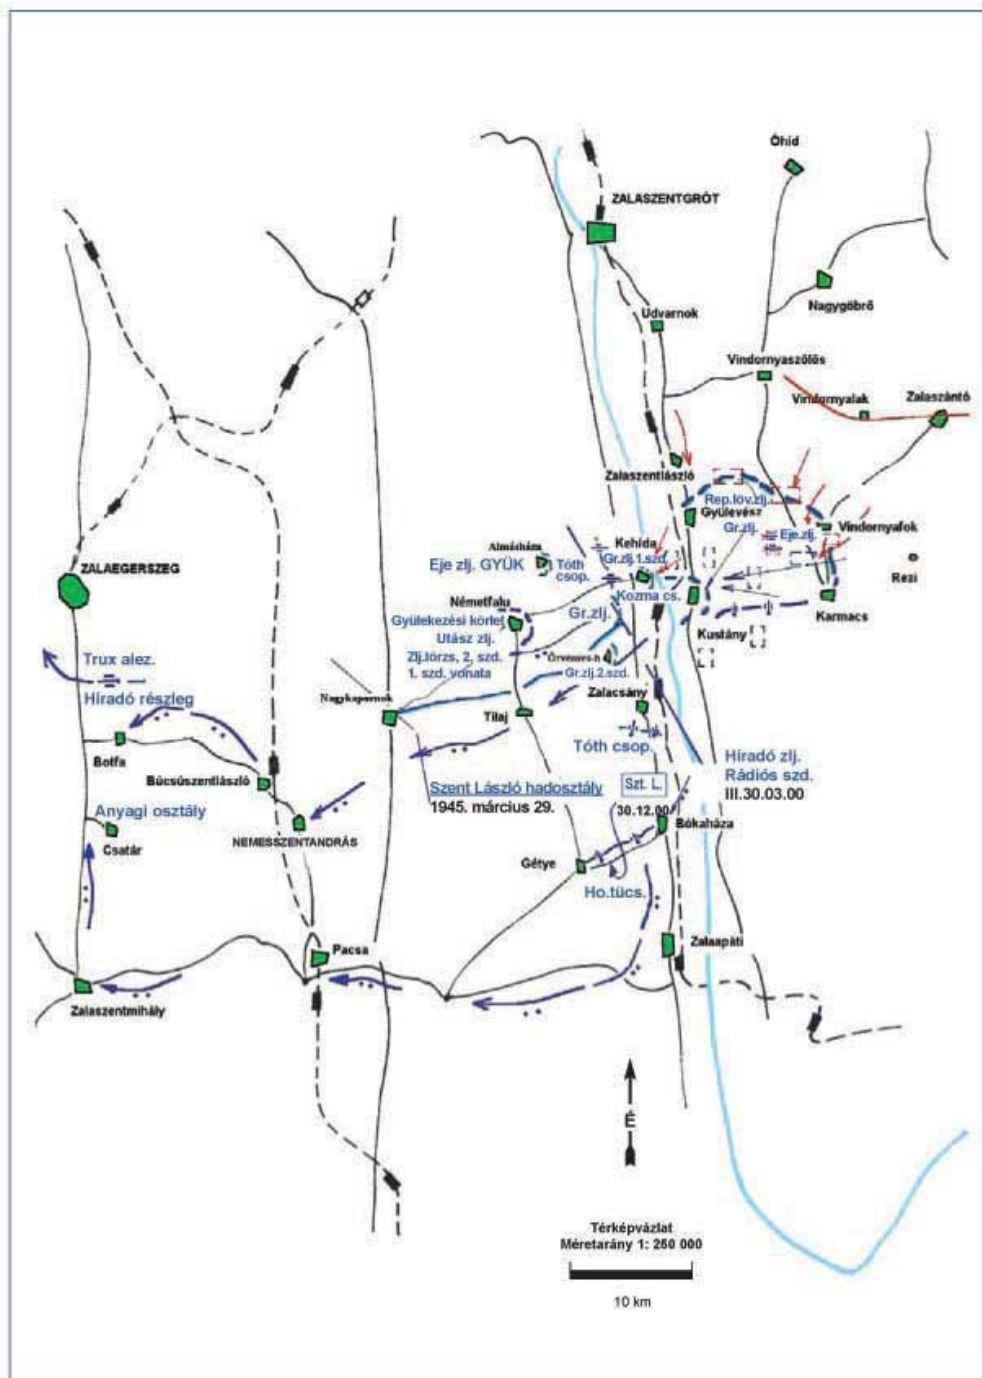 Óhíd
ZALASZENTGRÓT
Nagygöbrő
Udvarnok
Vindornyaszőlős
Vindornyalak
Zalaszántó
Zalaszentlászló
Rep.löv.zlj.
Gyülevész
Gr.zlj.
Eje.zlj.
Vindornyafok
Almásháza
Kehida
Eje zlj. GYÜK
Tóth
csop.
Gr.zlj.1.szd.
Rezi
ZALAEGERSZEG
Németfalu
Kozma cs.
Karmacs
Gyülekezési körlet
Gr.zlj.
Utász zlj.
Kustány
Zlj.törzs, 2. szd.
1. szd. vonata
Trux alez.
Gr.zlj.2.szd.
Híradó részleg
Nagykapornok
Zalacsány
Tilaj
Botfa
Tóth csop.
Híradó zlj.
Rádiós szd.
III.30.03.00
Búcsúszentlászló
Szent László hadosztály
1945. március 29.
Szt. L.
30.12.00
Anyagi osztály
Bókaháza
Csatár
NEMESSZENTANDRÁS
Gétye
Ho.tücs.
Pacsa
Zalaapáti
Zalaszentmihály
É
Térképvázlat
Méretarány 1: 250 000
10 km